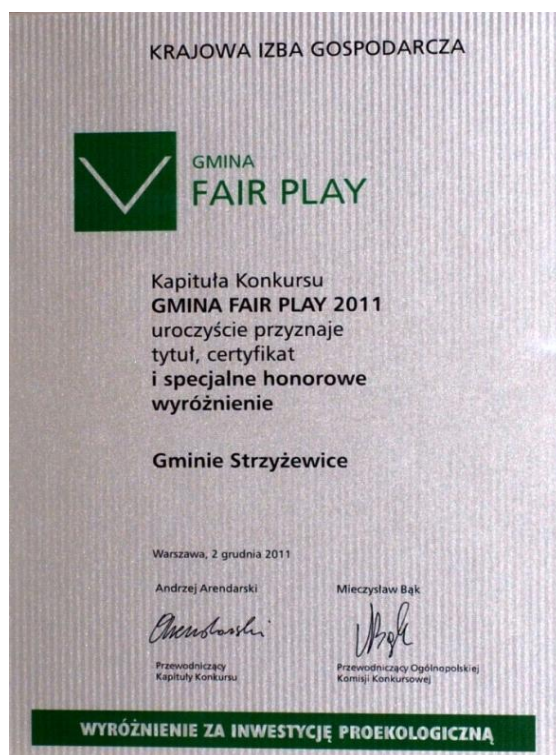 KRAJOWA IZBA GOSPODARCZA
GMINA
FAIR PLAY
Kapituła Konkursu
GMINA FAIR PLAY 2011
uroczyście przyznaje
tytuł, certyfikat
i specjalne honorowe
wyróżnienie
Gminie Strzyżewice
Warszawa, 2 grudnia 2011
Andrzej Arendarski
Mieczysław Bąk
Przewodniczący
Kapituły Konkursu
Przewodniczący Ogólnopolskiej
Komisji Konkursowej
WYRÓŻNIENIE ZA INWESTYCJĘ PROEKOLOGICZNĄ